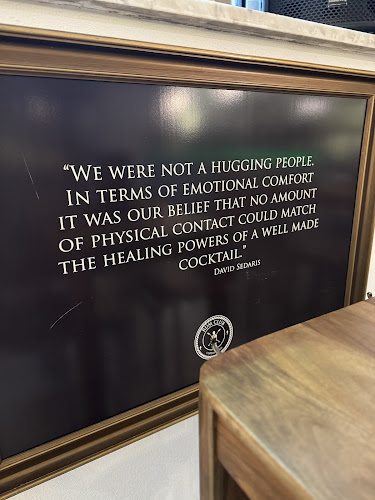 “WE WERE NOT A HUGGING PEOPLE.
IN TERMS OF EMOTIONAL COMFORT
IT WAS OUR BELIEF THAT NO AMOUNT
OF PHYSICAL CONTACT COULD MATCH
THE HEALING POWERS OF A WELL MADE
COCKTAIL.”
DAVID SEDARIS